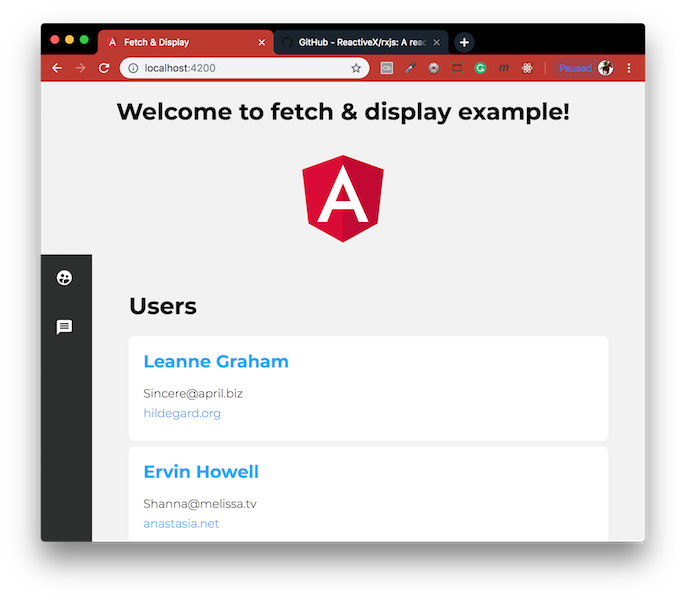 Fetch & Display
GitHub - ReactiveX/rxjs: A reac
localhost:4200
Paused
Welcome to fetch & display example!
A
Users
Leanne Graham
Sincere@april.biz
hildegard.org
Ervin Howell
Shanna@melissa.tv
anastasia.net